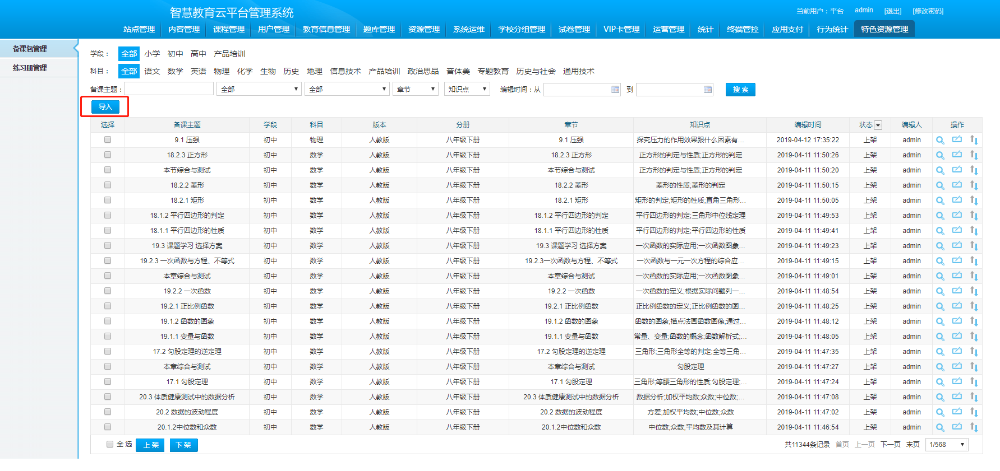 智慧教育云平台管理系统
当前用户：平台 admin [退出] [修改密码]
站点管理 内容管理 课程管理 用户管理 教育信息管理 题库管理 资源管理 系统运维 学校分组管理 试卷管理 VIP卡管理 运营管理 统计 终端管控 应用支付 行为统计 特色资源管理
备课包管理
练习册管理
学段： 全部 小学 初中 高中 产品培训
科目： 全部 语文 数学 英语 物理 化学 生物 历史 地理 信息技术 产品培训 政治思品 音体美 专题教育 历史与社会 通用技术
备课主题： 全部 全部 章节 知识点 编辑时间：从 到 搜 索
导入
选择 备课主题 学段 科目 版本 分册 章节 知识点 编辑时间 状态 编辑人 操作
9.1 压强 初中 物理 人教版 八年级下册 9.1 压强 探究压力的作用效果跟什么因素有... 2019-04-12 17:35:22 上架 admin
18.2.3 正方形 初中 数学 人教版 八年级下册 18.2.3 正方形 正方形的判定与性质;正方形的判定 2019-04-11 11:50:26 上架 admin
本节综合与测试 初中 数学 人教版 八年级下册 本节综合与测试 正方形的判定与性质;正方形的判定 2019-04-11 11:50:20 上架 admin
18.2.2 菱形 初中 数学 人教版 八年级下册 18.2.2 菱形 菱形的性质;菱形的判定 2019-04-11 11:50:15 上架 admin
18.2.1 矩形 初中 数学 人教版 八年级下册 18.2.1 矩形 矩形的判定;矩形的性质;直角三角形... 2019-04-11 11:50:05 上架 admin
18.1.2 平行四边形的判定 初中 数学 人教版 八年级下册 18.1.2 平行四边形的判定 平行四边形的判定;三角形中位线定理 2019-04-11 11:49:53 上架 admin
18.1.1 平行四边形的性质 初中 数学 人教版 八年级下册 18.1.1 平行四边形的性质 平行四边形的判定;平行四边形的性质 2019-04-11 11:49:41 上架 admin
19.3 课题学习 选择方案 初中 数学 人教版 八年级下册 19.3 课题学习 选择方案 一次函数的实际应用;一次函数图象... 2019-04-11 11:49:23 上架 admin
19.2.3 一次函数与方程、不等式 初中 数学 人教版 八年级下册 19.2.3一次函数与方程、不等式 一次函数与一元一次方程的综合应... 2019-04-11 11:49:15 上架 admin
本章综合与测试 初中 数学 人教版 八年级下册 本章综合与测试 一次函数的实际应用;一次函数图象... 2019-04-11 11:49:01 上架 admin
19.2.2 一次函数 初中 数学 人教版 八年级下册 19.2.2 一次函数 一次函数的定义;根据实际问题列一... 2019-04-11 11:48:54 上架 admin
19.2.1 正比例函数 初中 数学 人教版 八年级下册 19.2.1 正比例函数 正比例函数的定义;正比例函数的图... 2019-04-11 11:48:25 上架 admin
19.1.2 函数的图象 初中 数学 人教版 八年级下册 19.1.2 函数的图象 函数的图象;描点法画函数图像;通过... 2019-04-11 11:48:12 上架 admin
19.1.1 变量与函数 初中 数学 人教版 八年级下册 19.1.1 变量与函数 常量、变量;函数的概念;函数解析式;... 2019-04-11 11:48:05 上架 admin
17.2 勾股定理的逆定理 初中 数学 人教版 八年级下册 17.2 勾股定理的逆定理 三角形;三角形全等的判定;全等三角... 2019-04-11 11:47:35 上架 admin
本章综合与测试 初中 数学 人教版 八年级下册 本章综合与测试 勾股定理 2019-04-11 11:47:27 上架 admin
17.1 勾股定理 初中 数学 人教版 八年级下册 17.1 勾股定理 三角形;等腰三角形的性质;勾股定理;... 2019-04-11 11:47:24 上架 admin
20.3 体质健康测试中的数据分析 初中 数学 人教版 八年级下册 20.3 体质健康测试中的数据分析 数据分析;加权平均数;众数;中位数;... 2019-04-11 11:47:08 上架 admin
20.2 数据的波动程度 初中 数学 人教版 八年级下册 20.2 数据的波动程度 方差;加权平均数;中位数;众数 2019-04-11 11:47:02 上架 admin
20.1.2中位数和众数 初中 数学 人教版 八年级下册 20.1.2中位数和众数 中位数;众数;平均数及其计算 2019-04-11 11:46:54 上架 admin
全 选 上 架 下 架 共11344条记录 首页 上一页 下一页 末页 1/568